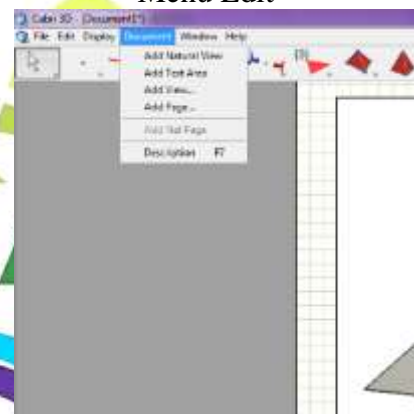 Menu Edit
Cabri 3D - [Document1*]
File Edit Display Document Window Help
Add Natural View
Add Text Area
Add View...
Add Page...
Add Net Page
Description F7